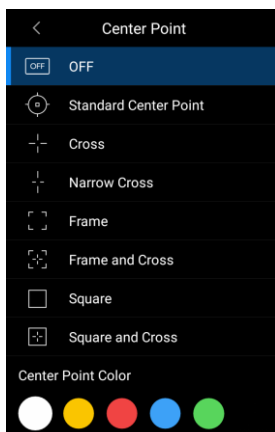 Center Point
OFF OFF
Standard Center Point
Cross
Narrow Cross
Frame
Frame and Cross
Square
Square and Cross
Center Point Color